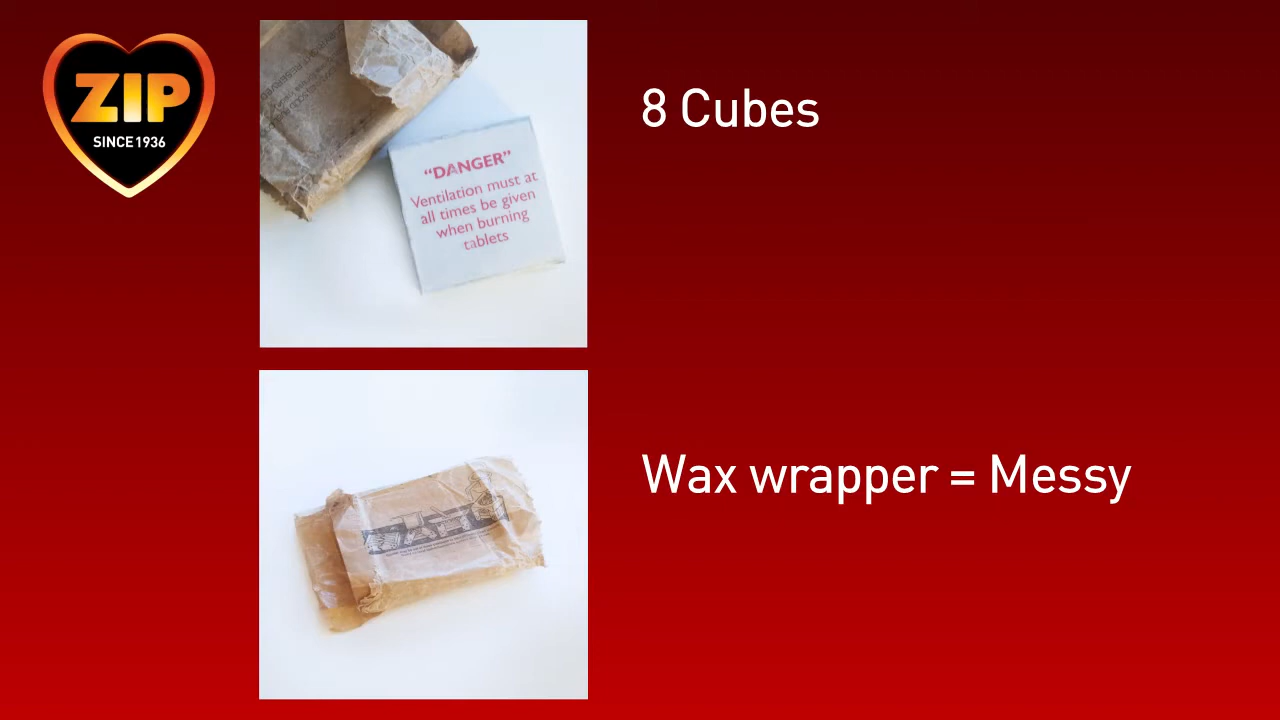 ZIP
SINCE 1936
8 Cubes
“DANGER”
Ventilation must at
all times be given
when burning
tablets
Wax wrapper = Messy